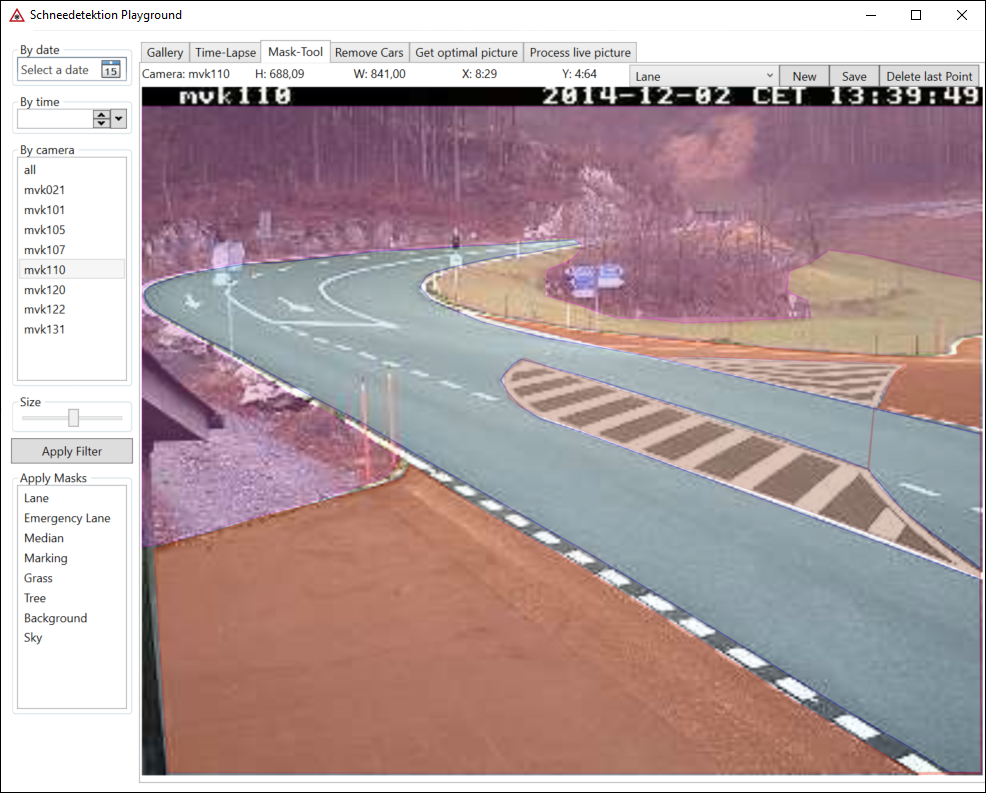 Schneedetektion Playground
By date
Select a date 15
By time
By camera
all
mvk021
mvk101
mvk105
mvk107
mvk110
mvk120
mvk122
mvk131
Size
Apply Filter
Apply Masks
Lane
Emergency Lane
Median
Marking
Grass
Tree
Background
Sky
Gallery Time-Lapse Mask-Tool Remove Cars Get optimal picture Process live picture
Camera: mvk110 H: 688,09 W: 841,00 X: 8:29 Y: 4:64 Lane New Save Delete last Point
mvk110 2014-12-02 CET 13:39:49